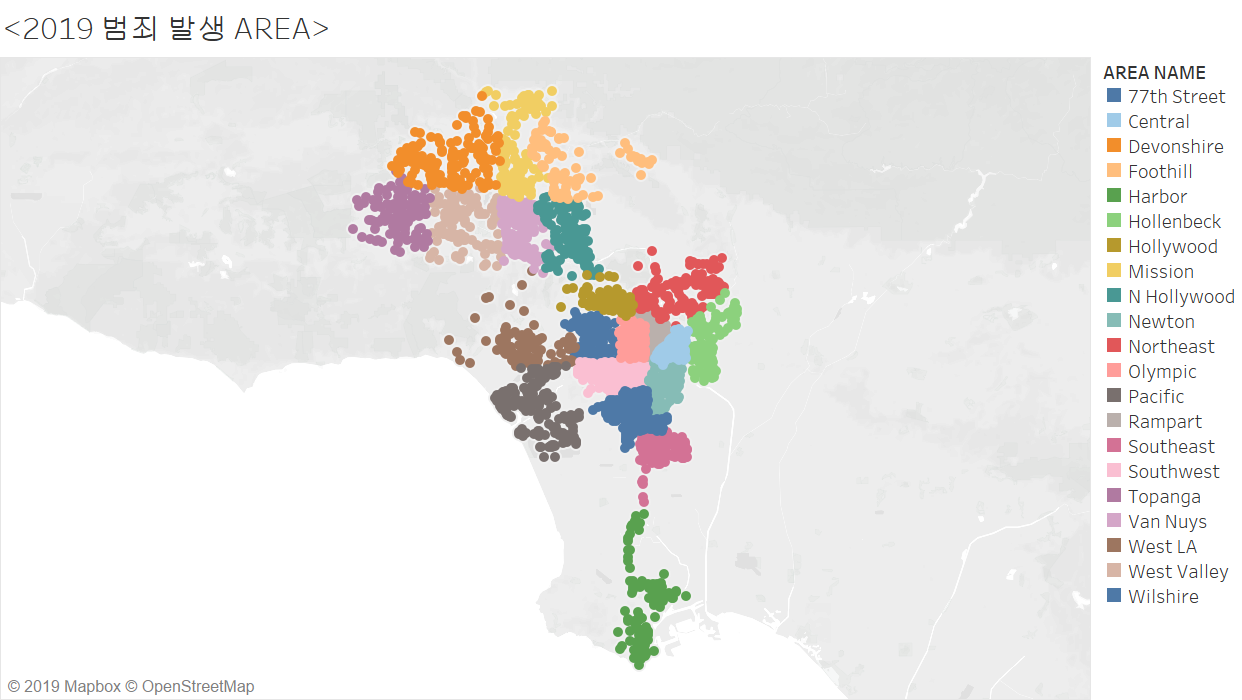 <2019 범죄 발생 AREA>
AREA NAME
77th Street
Central
Devonshire
Foothill
Harbor
Hollenbeck
Hollywood
Mission
N Hollywood
Newton
Northeast
Olympic
Pacific
Rampart
Southeast
Southwest
Topanga
Van Nuys
West LA
West Valley
Wilshire
© 2019 Mapbox © OpenStreetMap